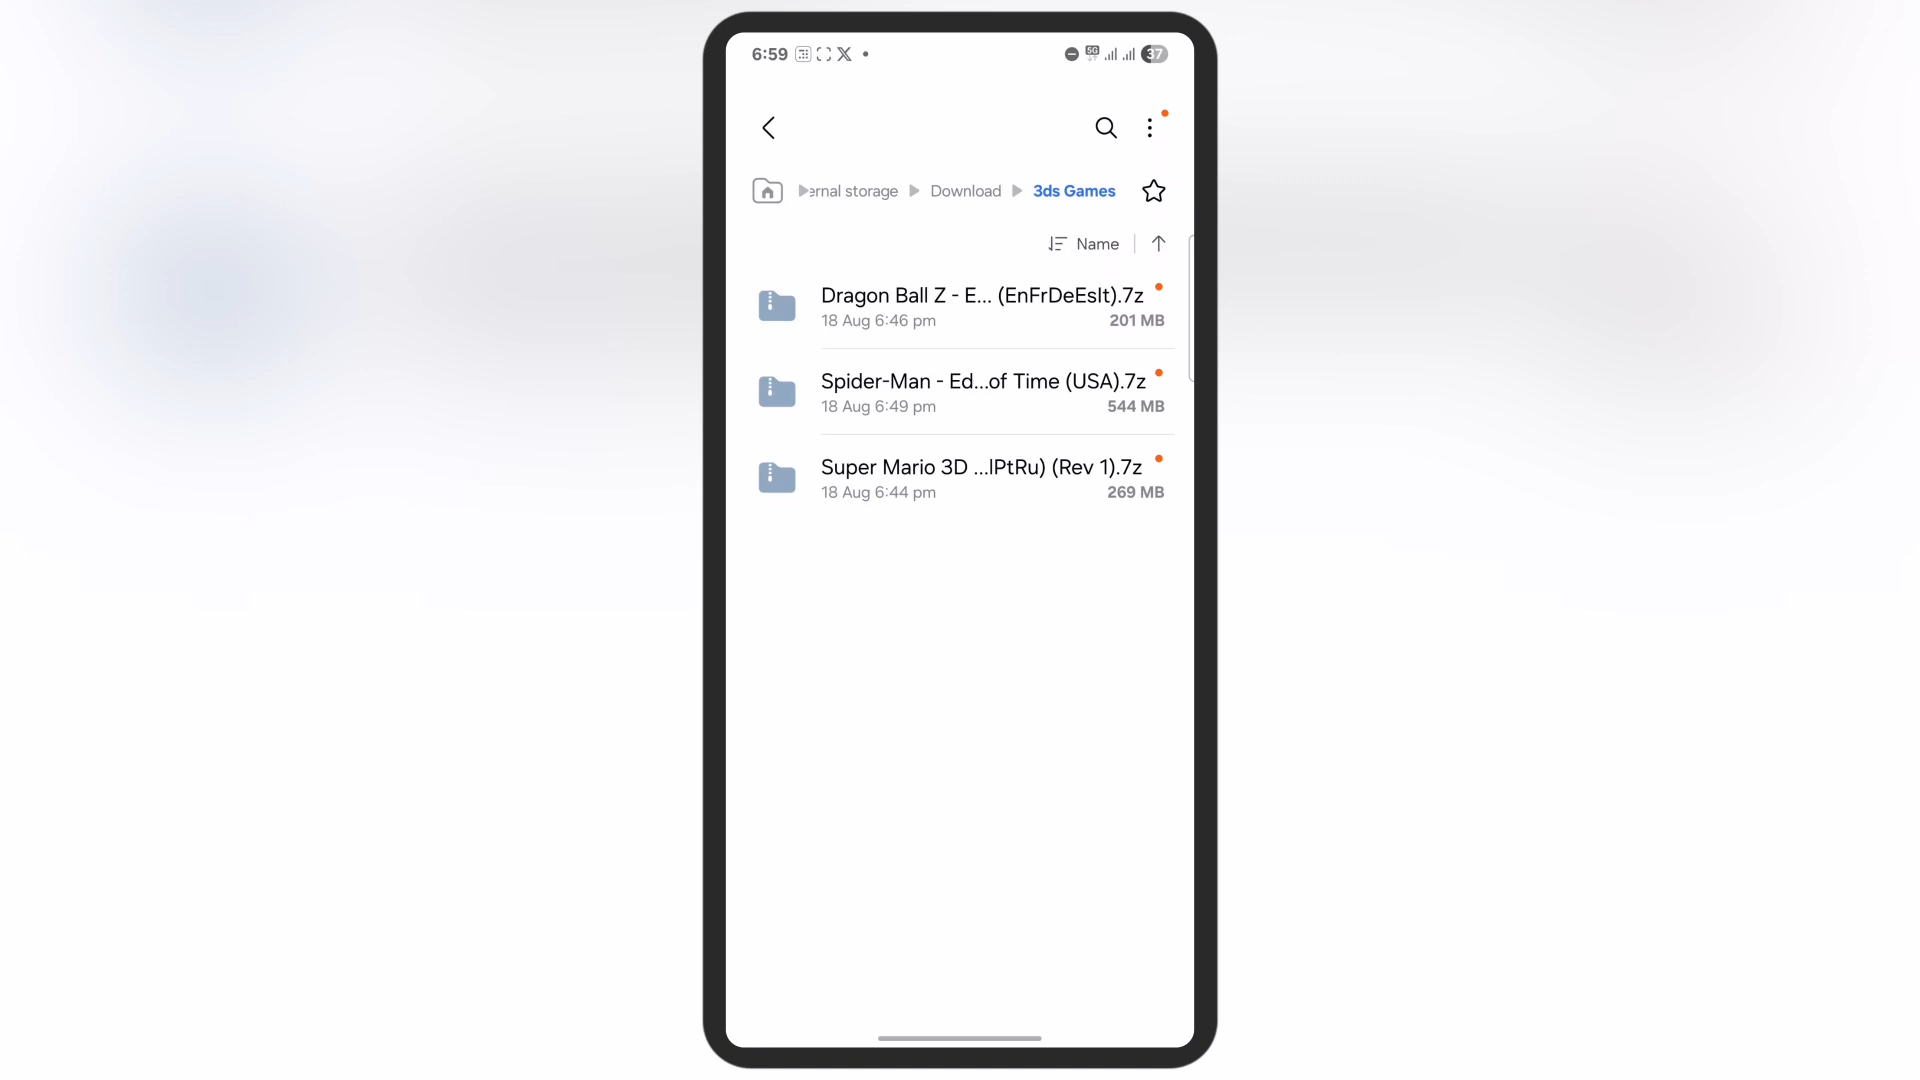 6:59 5G 37
ernal storage Download 3ds Games
Name
Dragon Ball Z - E... (EnFrDeEsIt).7z
18 Aug 6:46 pm 201 MB
Spider-Man - Ed...of Time (USA).7z
18 Aug 6:49 pm 544 MB
Super Mario 3D ...lPtRu) (Rev 1).7z
18 Aug 6:44 pm 269 MB